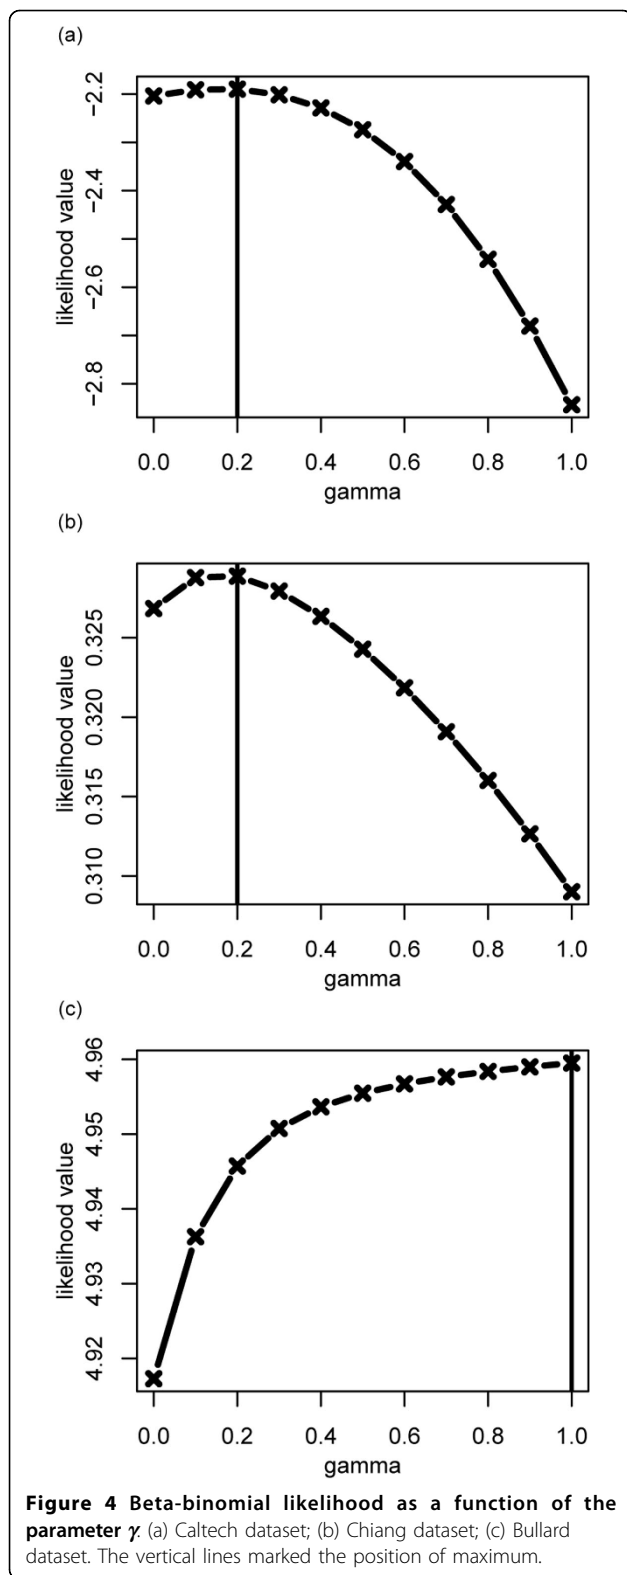 (a)
−2.2
−2.4
−2.6
−2.8
likelihood value
0.0 0.2 0.4 0.6 0.8 1.0
gamma
(b)
0.325
0.320
0.315
0.310
likelihood value
0.0 0.2 0.4 0.6 0.8 1.0
gamma
(c)
4.96
4.95
4.94
4.93
4.92
likelihood value
0.0 0.2 0.4 0.6 0.8 1.0
gamma
Figure 4 Beta-binomial likelihood as a function of the
parameter γ. (a) Caltech dataset; (b) Chiang dataset; (c) Bullard
dataset. The vertical lines marked the position of maximum.